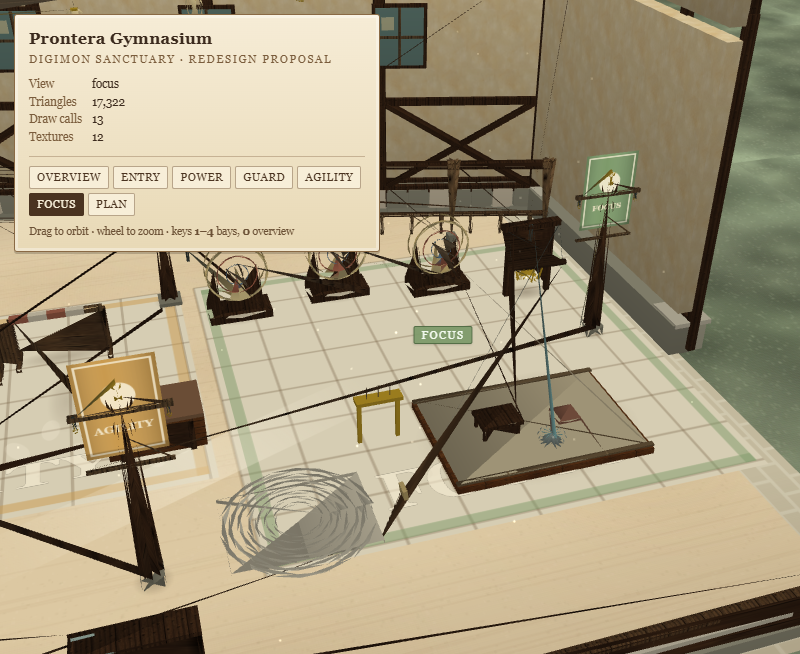 Prontera Gymnasium
DIGIMON SANCTUARY · REDESIGN PROPOSAL
View focus
Triangles 17,322
Draw calls 13
Textures 12
OVERVIEW ENTRY POWER GUARD AGILITY
FOCUS PLAN
Drag to orbit · wheel to zoom · keys 1–4 bays, 0 overview
FOCUS
FOCUS